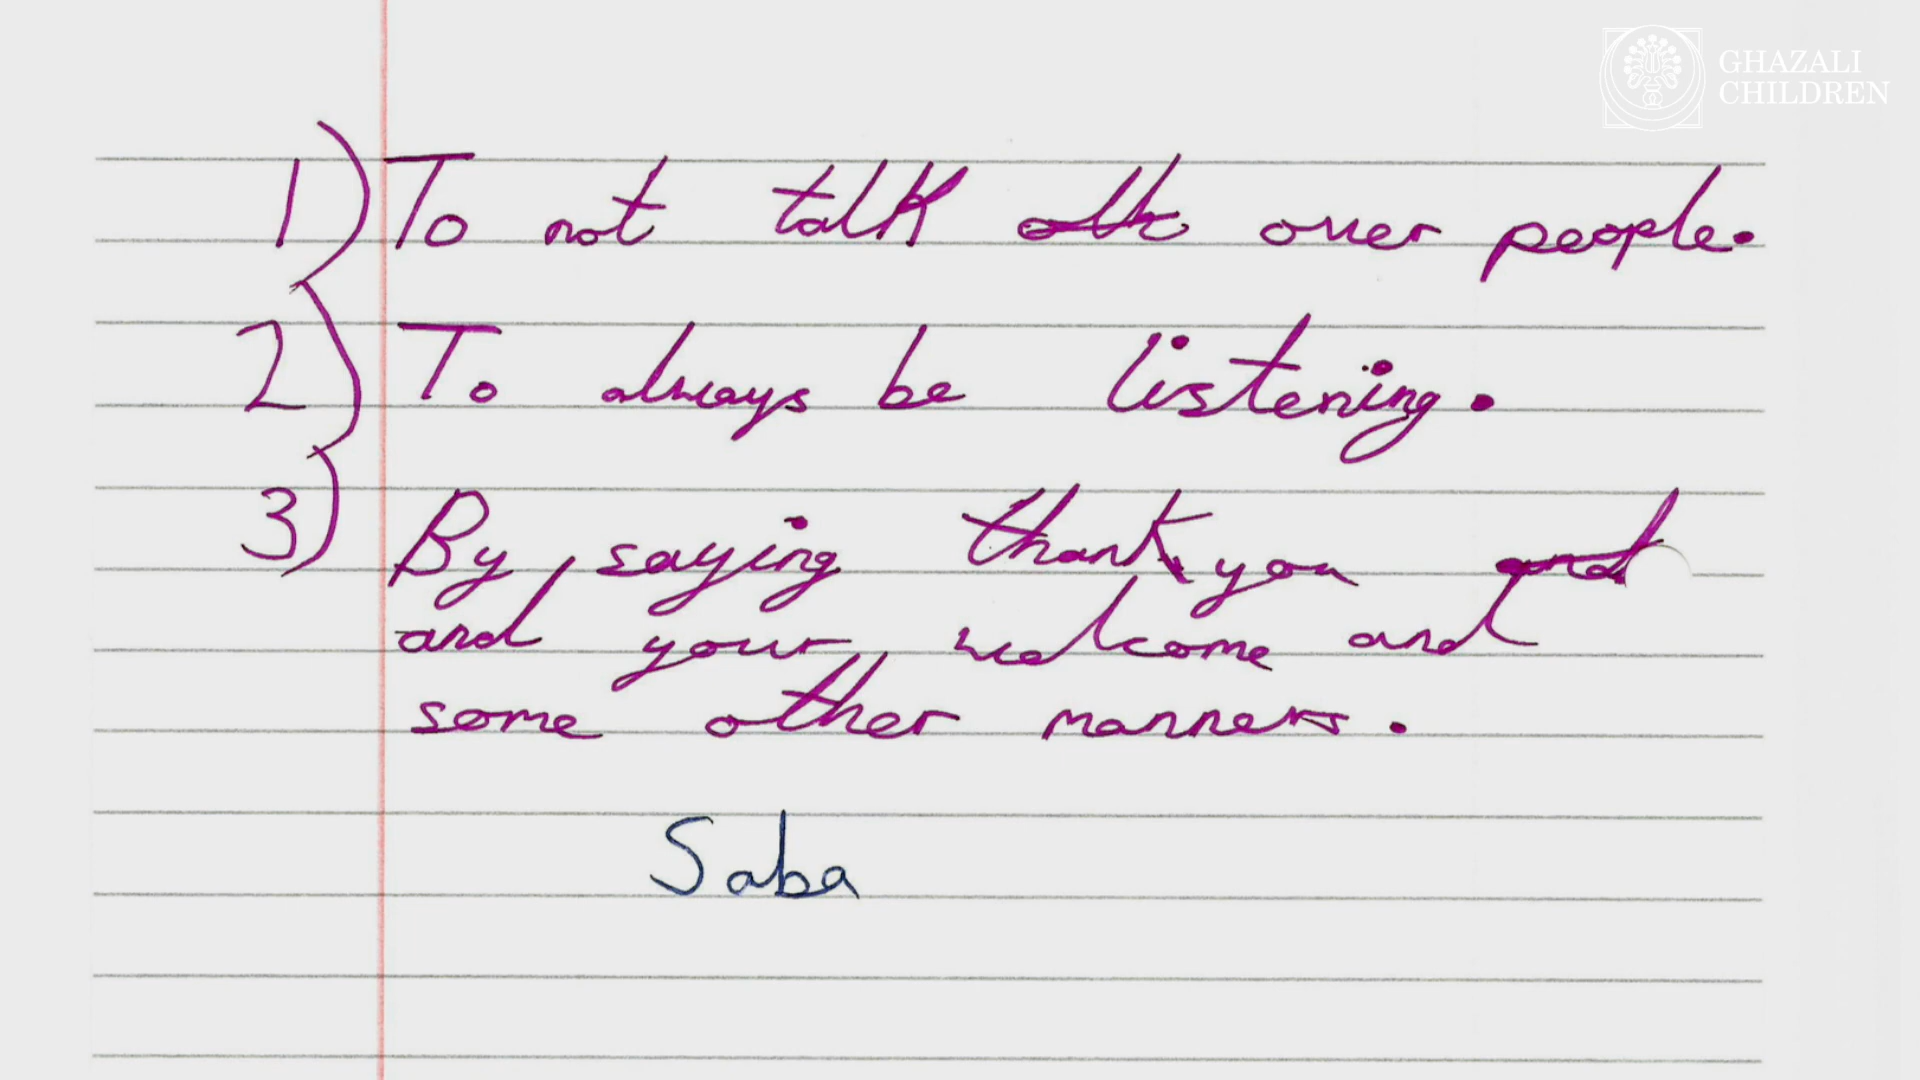 GHAZALI
CHILDREN
1) To not talk over people.
2) To always be listening.
3) By saying thank you and
and your welcome and
some other manners.
Saba